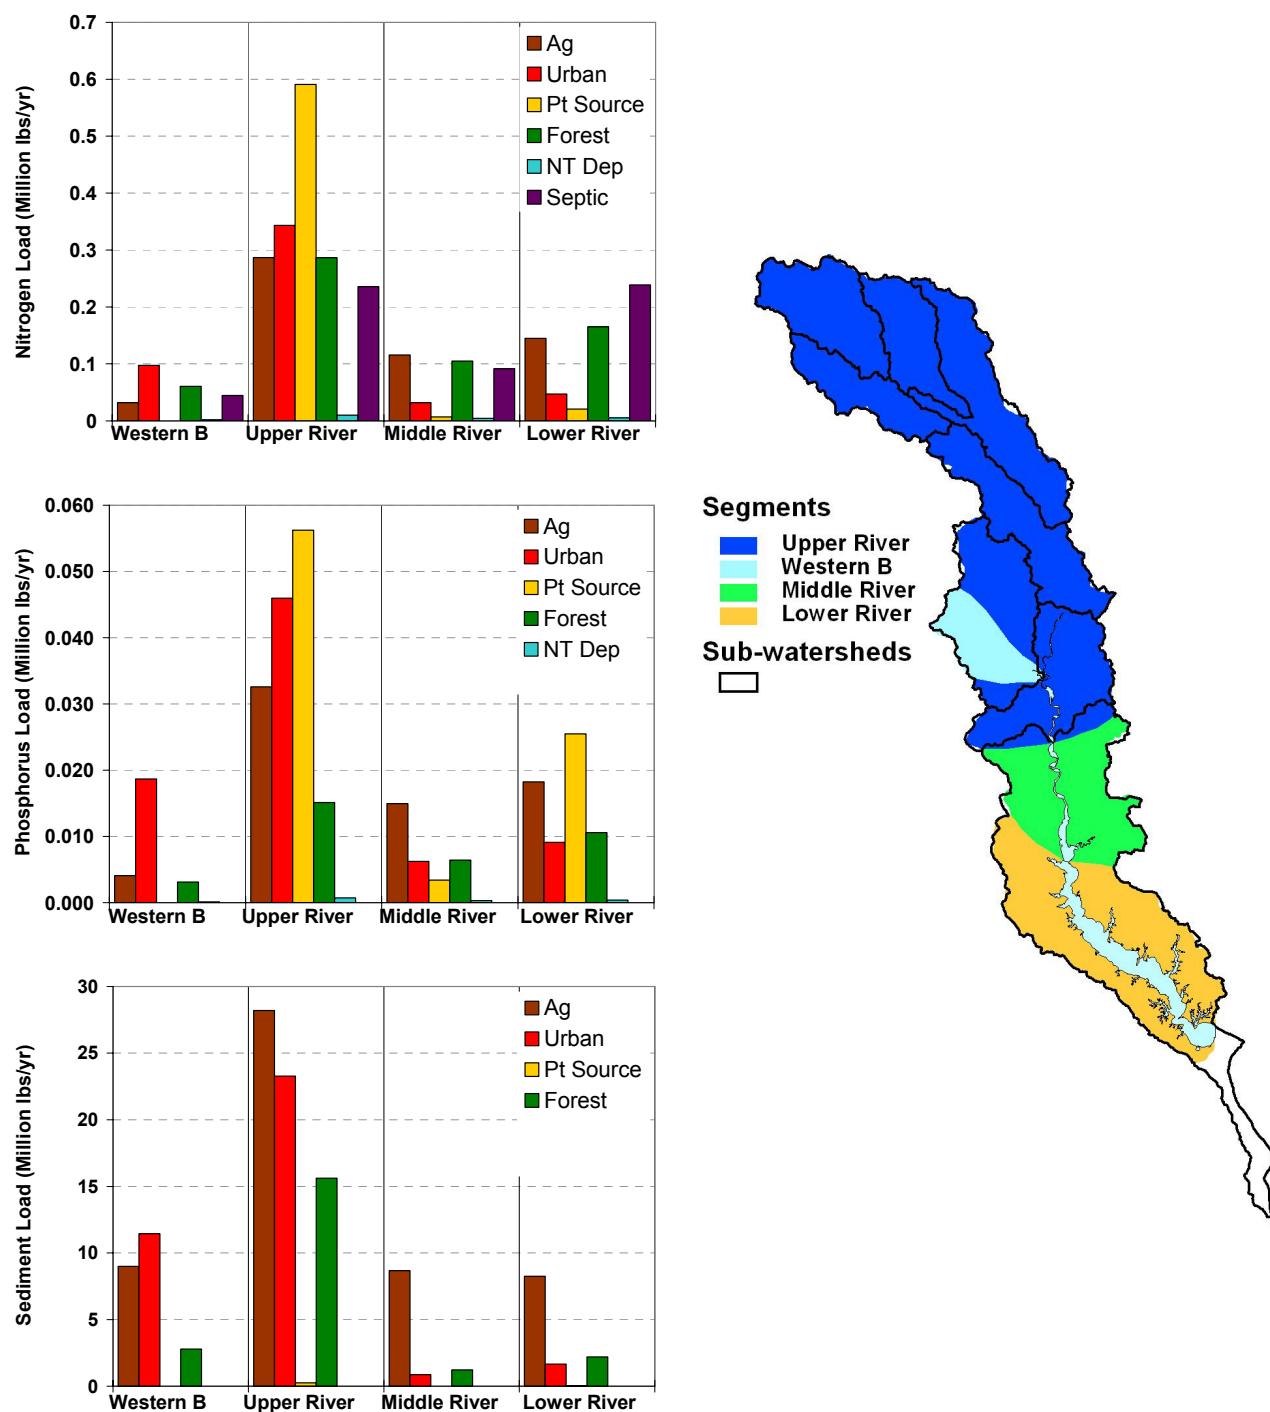 Nitrogen Load (Million lbs/yr)
0.7
0.6
0.5
0.4
0.3
0.2
0.1
0
Ag
Urban
Pt Source
Forest
NT Dep
Septic
Western B
Upper River
Middle River
Lower River
Phosphorus Load (Million lbs/yr)
0.060
0.050
0.040
0.030
0.020
0.010
0.000
Ag
Urban
Pt Source
Forest
NT Dep
Western B
Upper River
Middle River
Lower River
Sediment Load (Million lbs/yr)
30
25
20
15
10
5
0
Ag
Urban
Pt Source
Forest
Western B
Upper River
Middle River
Lower River
Segments
Upper River
Western B
Middle River
Lower River
Sub-watersheds